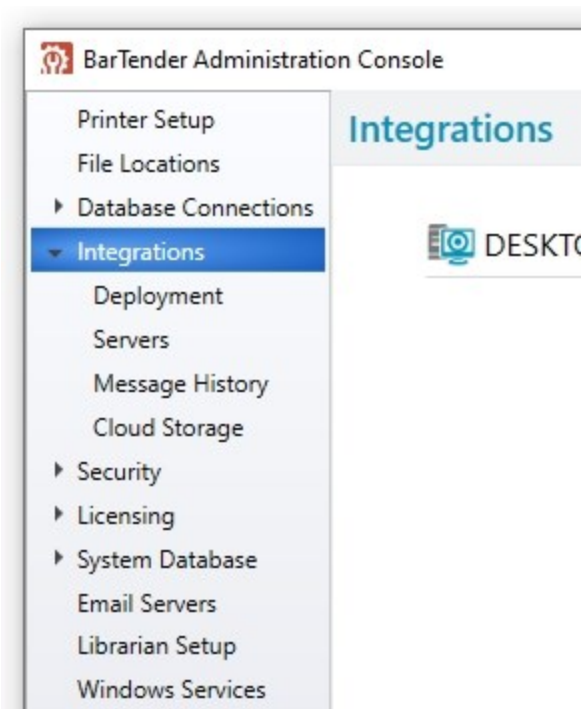 BarTender Administration Console
Printer Setup
File Locations
Database Connections
Integrations
Deployment
Servers
Message History
Cloud Storage
Security
Licensing
System Database
Email Servers
Librarian Setup
Windows Services
Integrations
DESKTO